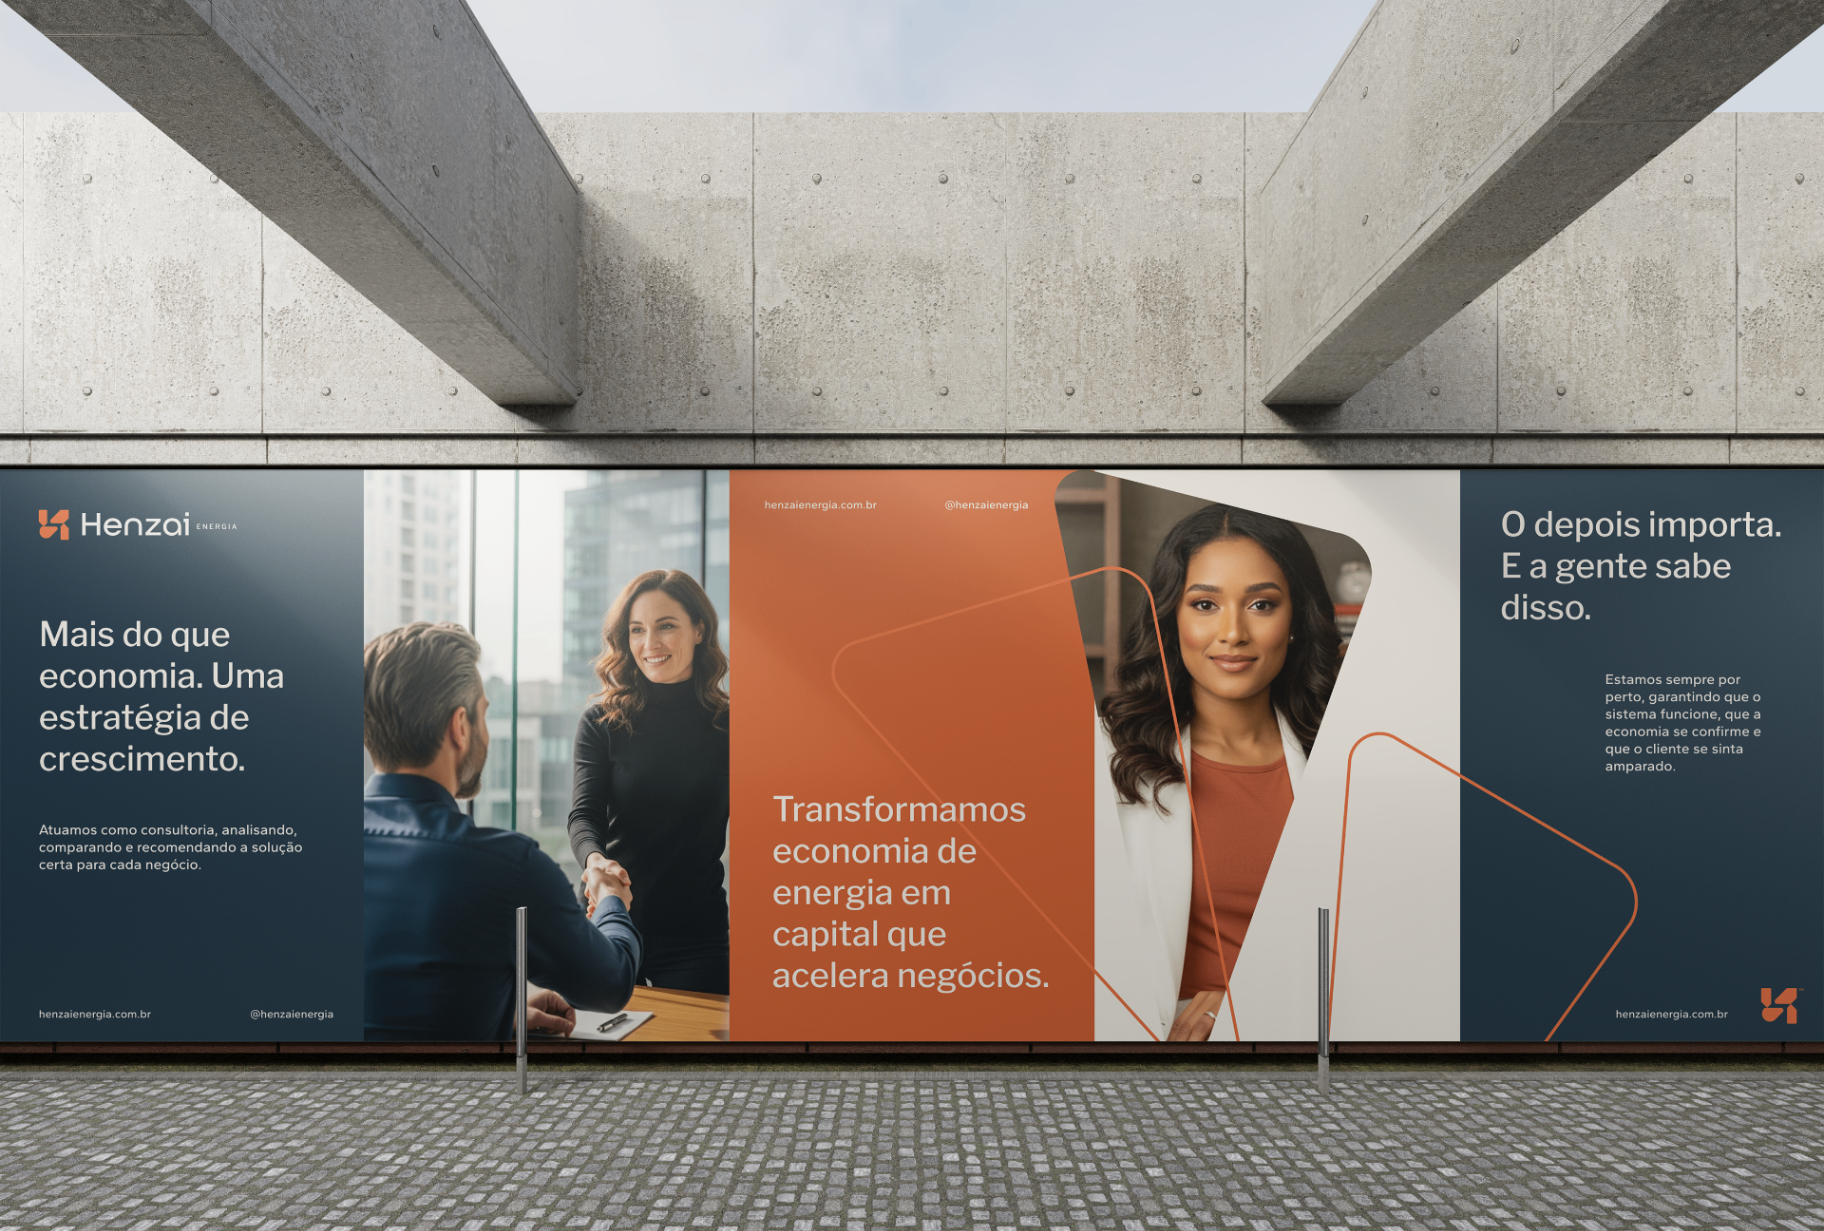 Henzai ENERGIA
Mais do que
economia. Uma
estratégia de
crescimento.
Atuamos como consultoria, analisando,
comparando e recomendando a solução
certa para cada negócio.
henzaienergia.com.br @henzaienergia
henzaienergia.com.br @henzaienergia
Transformamos
economia de
energia em
capital que
acelera negócios.
O depois importa.
E a gente sabe
disso.
Estamos sempre por
perto, garantindo que o
sistema funcione, que a
economia se confirme e
que o cliente se sinta
amparado.
henzaienergia.com.br